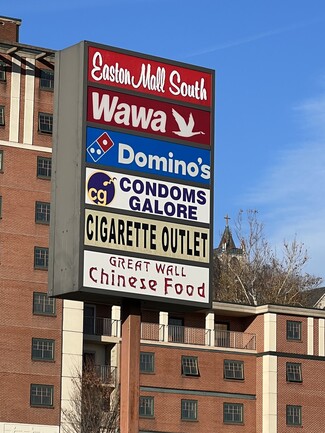 Easton Mall South
Wawa
Domino's
cg
CONDOMS
GALORE
CIGARETTE OUTLET
GREAT WALL
Chinese Food